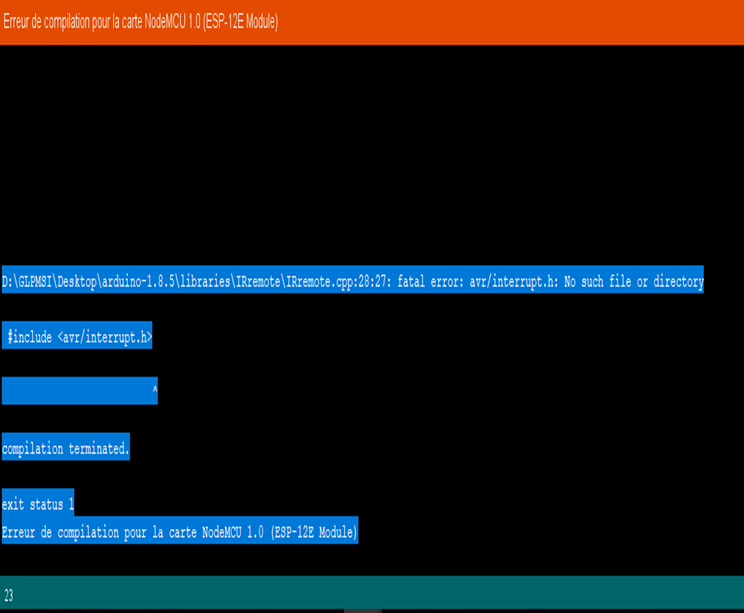 Erreur de compilation pour la carte NodeMCU 1.0 (ESP-12E Module)
D:\GLPMSI\Desktop\arduino-1.8.5\libraries\IRremote\IRremote.cpp:28:27: fatal error: avr/interrupt.h: No such file or directory
#include <avr/interrupt.h>
^
compilation terminated.
exit status 1
Erreur de compilation pour la carte NodeMCU 1.0 (ESP-12E Module)
23